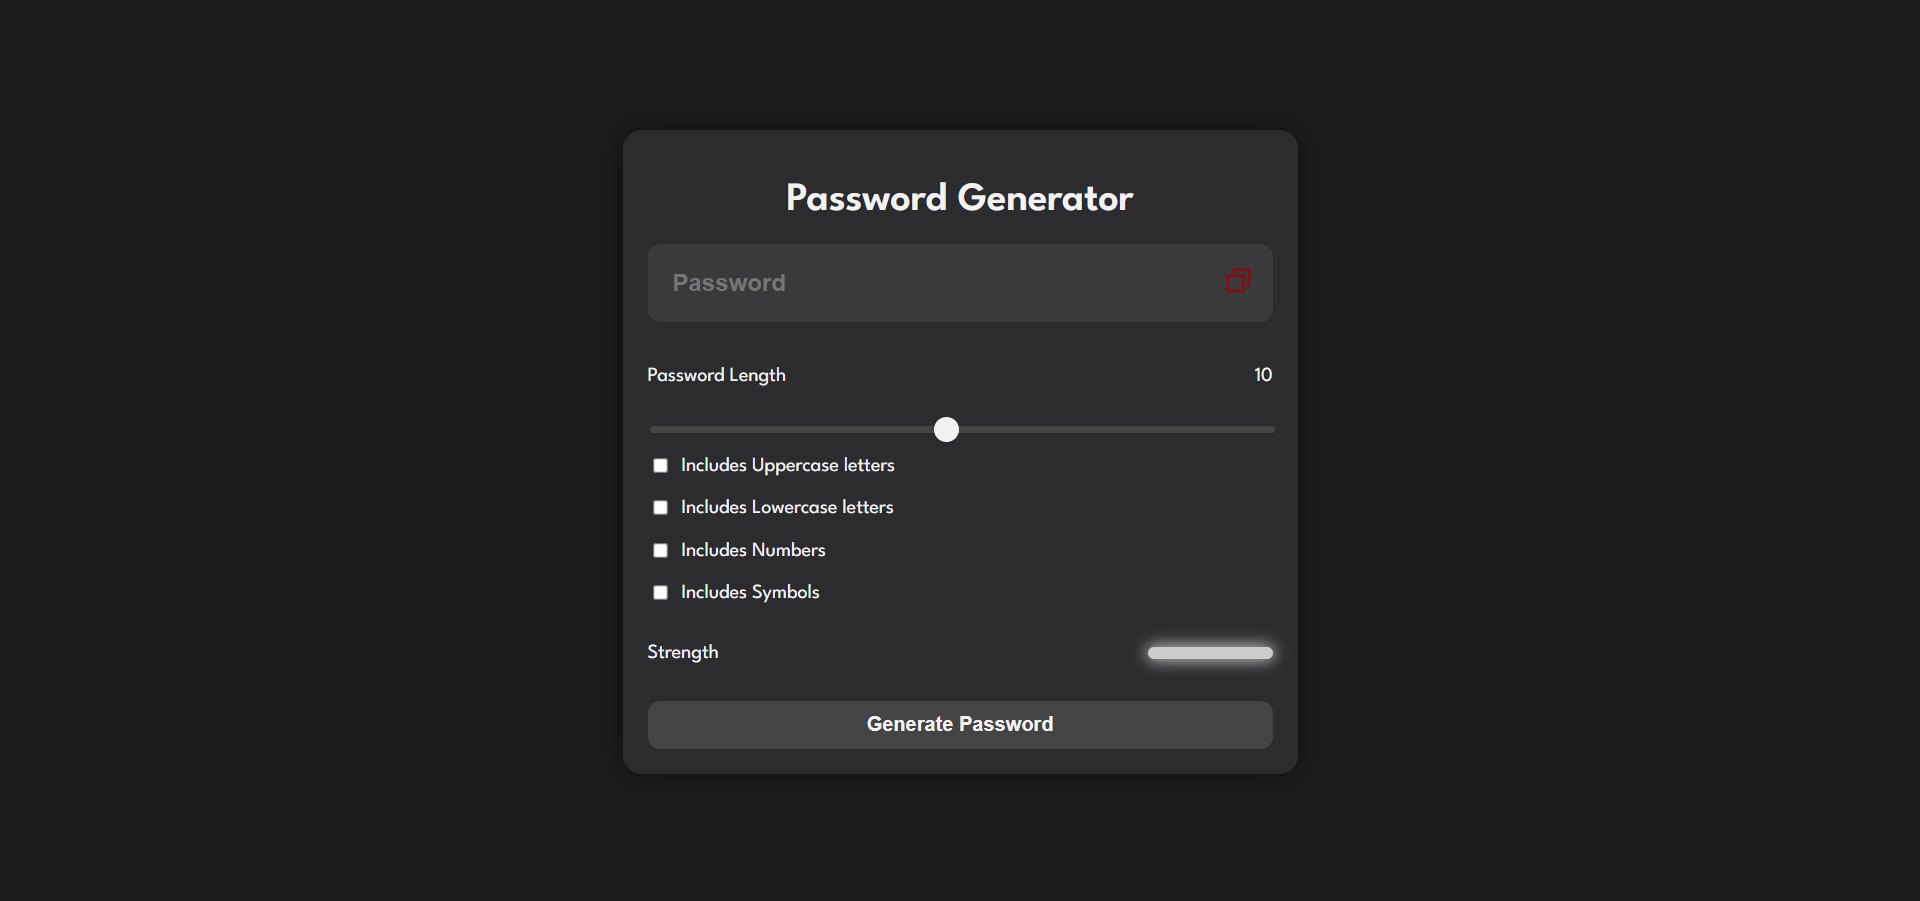 Password Generator
Password
Password Length 10
Includes Uppercase letters
Includes Lowercase letters
Includes Numbers
Includes Symbols
Strength
Generate Password